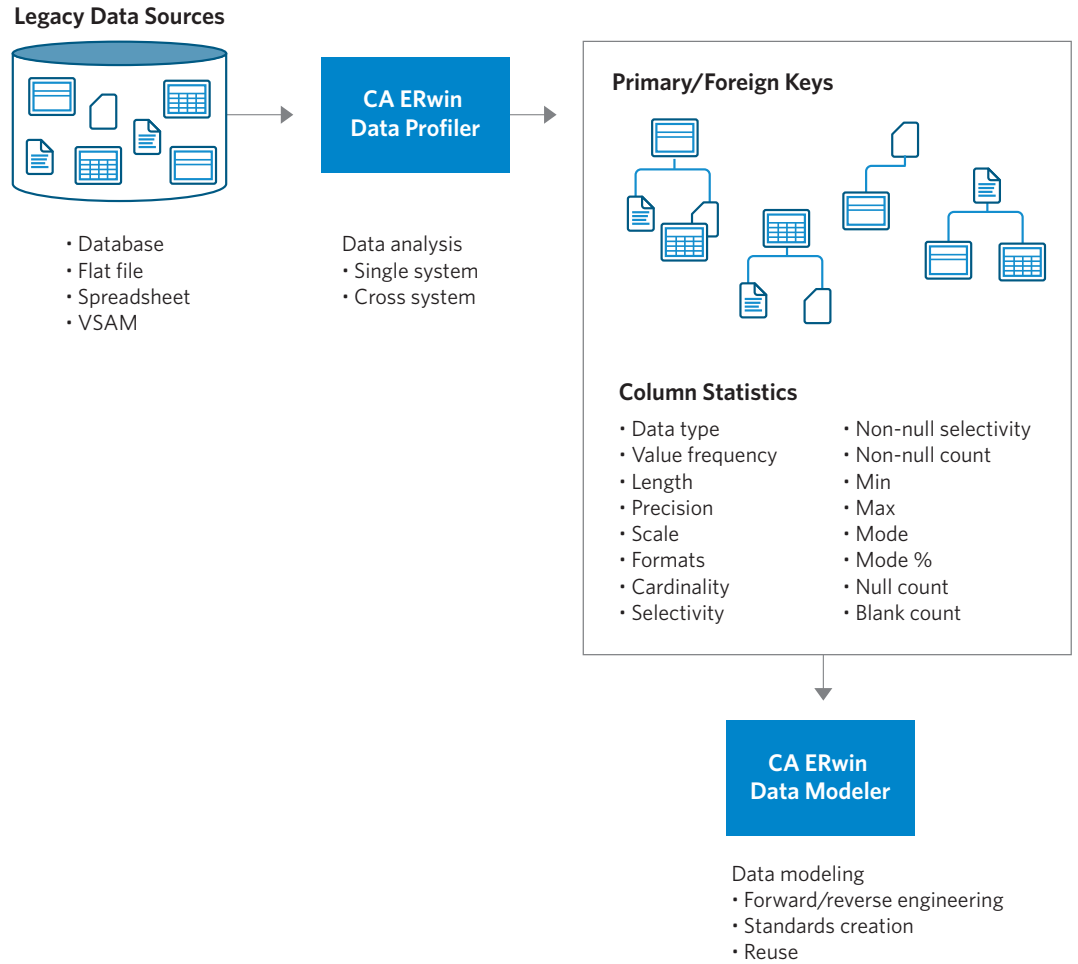 Legacy Data Sources
CA ERwin
Data Profiler
• Database
• Flat file
• Spreadsheet
• VSAM
Data analysis
• Single system
• Cross system
Primary/Foreign Keys
Column Statistics
• Data type
• Value frequency
• Length
• Precision
• Scale
• Formats
• Cardinality
• Selectivity
• Non-null selectivity
• Non-null count
• Min
• Max
• Mode
• Mode %
• Null count
• Blank count
CA ERwin
Data Modeler
Data modeling
• Forward/reverse engineering
• Standards creation
• Reuse